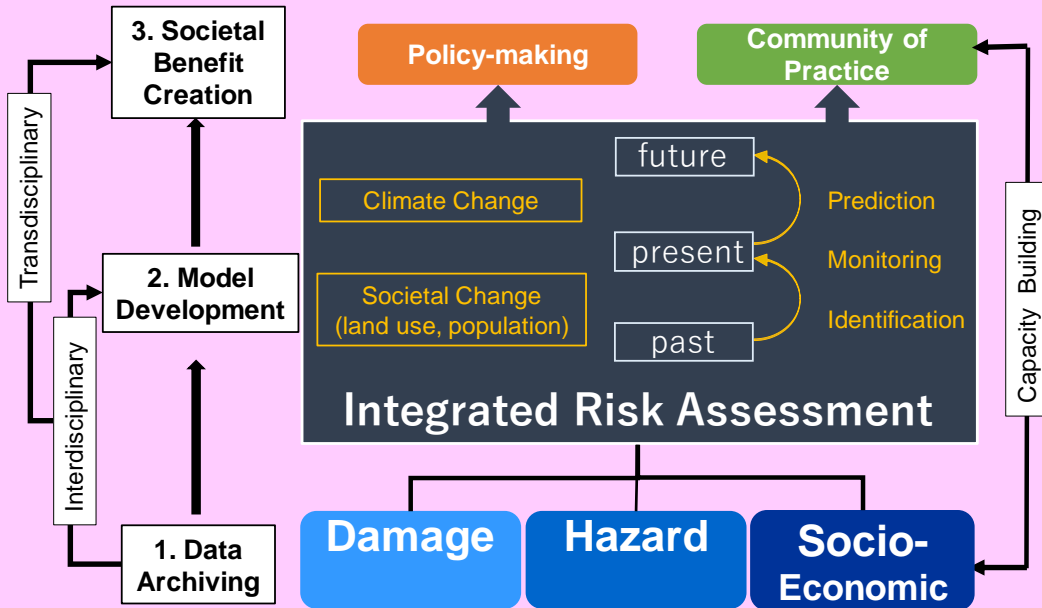 3. Societal
Benefit
Creation
Policy-making
Community of
Practice
Transdisciplinary
Interdisciplinary
2. Model
Development
1. Data
Archiving
Climate Change
Societal Change
(land use, population)
future
present
past
Prediction
Monitoring
Identification
Integrated Risk Assessment
Capacity Building
Damage
Hazard
Socio-
Economic